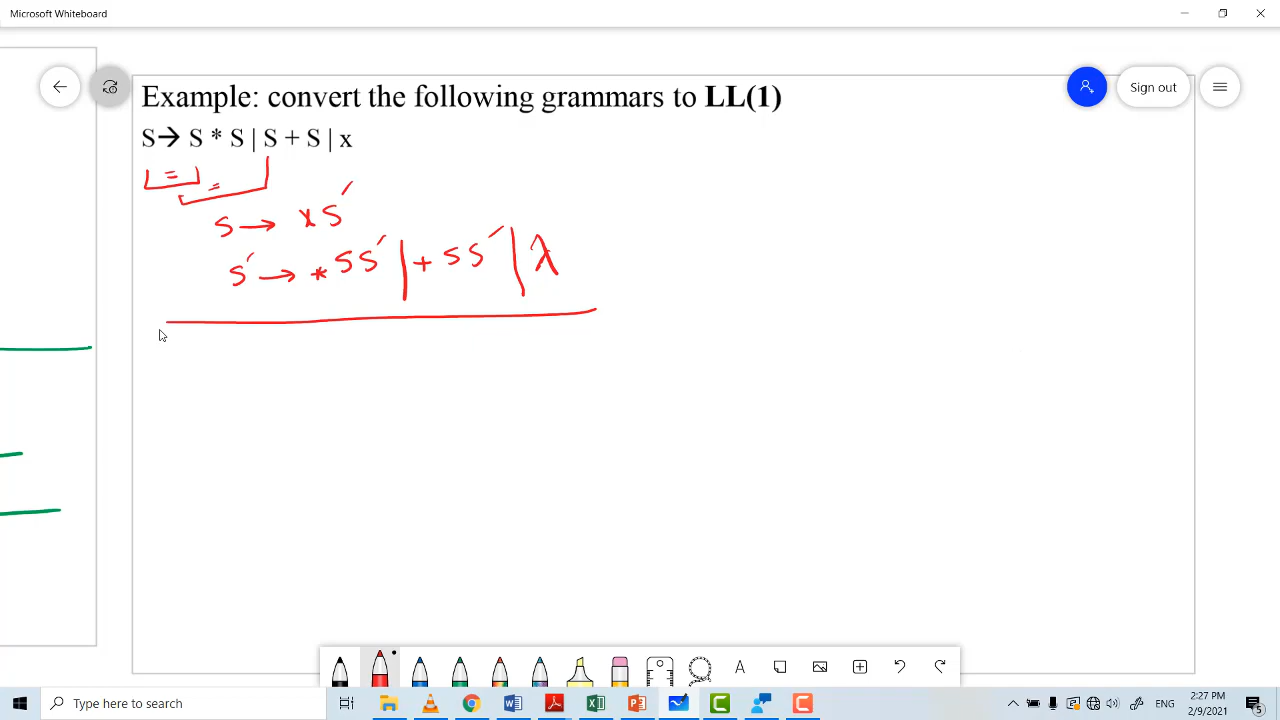 Microsoft Whiteboard
Sign out
Example: convert the following grammars to LL(1)
S→ S * S | S + S | x
S → x S′
S′ → * S S′ | + S S′ | λ
A
Type here to search
2:27 PM
2/9/2021
5